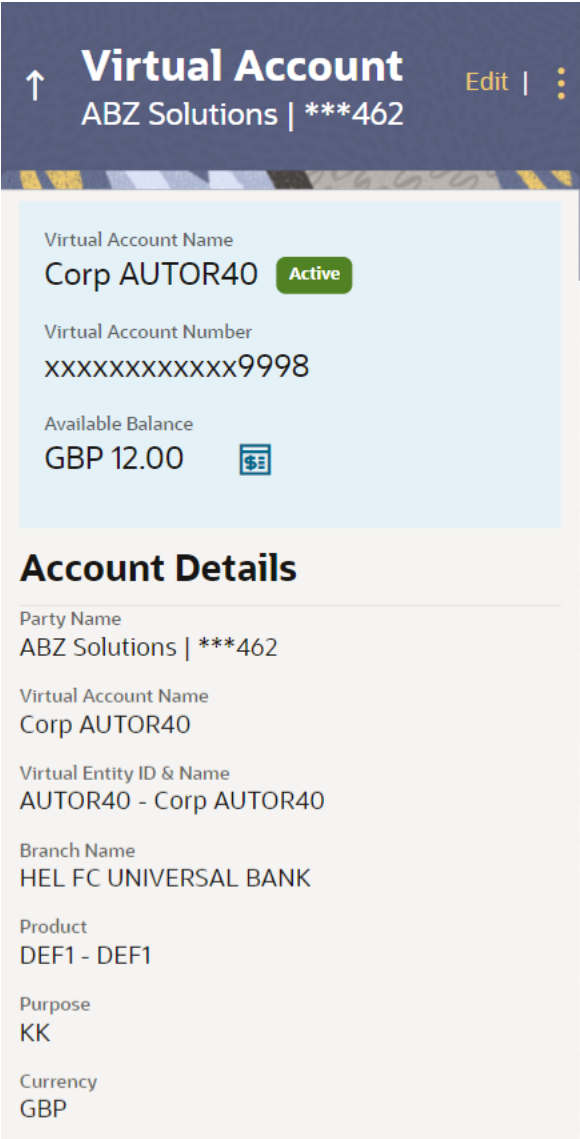 Virtual Account
Edit |
ABZ Solutions | ***462
Virtual Account Name
Corp AUTOR40 Active
Virtual Account Number
xxxxxxxxxxxx9998
Available Balance
GBP 12.00
Account Details
Party Name
ABZ Solutions | ***462
Virtual Account Name
Corp AUTOR40
Virtual Entity ID & Name
AUTOR40 - Corp AUTOR40
Branch Name
HEL FC UNIVERSAL BANK
Product
DEF1 - DEF1
Purpose
KK
Currency
GBP